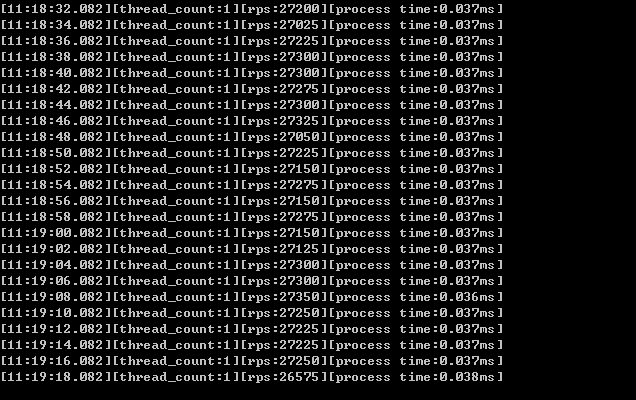 [11:18:32.082][thread_count:1][rps:27200][process time:0.037ms]
[11:18:34.082][thread_count:1][rps:27025][process time:0.037ms]
[11:18:36.082][thread_count:1][rps:27225][process time:0.037ms]
[11:18:38.082][thread_count:1][rps:27300][process time:0.037ms]
[11:18:40.082][thread_count:1][rps:27300][process time:0.037ms]
[11:18:42.082][thread_count:1][rps:27275][process time:0.037ms]
[11:18:44.082][thread_count:1][rps:27300][process time:0.037ms]
[11:18:46.082][thread_count:1][rps:27325][process time:0.037ms]
[11:18:48.082][thread_count:1][rps:27050][process time:0.037ms]
[11:18:50.082][thread_count:1][rps:27225][process time:0.037ms]
[11:18:52.082][thread_count:1][rps:27150][process time:0.037ms]
[11:18:54.082][thread_count:1][rps:27275][process time:0.037ms]
[11:18:56.082][thread_count:1][rps:27150][process time:0.037ms]
[11:18:58.082][thread_count:1][rps:27275][process time:0.037ms]
[11:19:00.082][thread_count:1][rps:27150][process time:0.037ms]
[11:19:02.082][thread_count:1][rps:27125][process time:0.037ms]
[11:19:04.082][thread_count:1][rps:27300][process time:0.037ms]
[11:19:06.082][thread_count:1][rps:27300][process time:0.037ms]
[11:19:08.082][thread_count:1][rps:27350][process time:0.036ms]
[11:19:10.082][thread_count:1][rps:27250][process time:0.037ms]
[11:19:12.082][thread_count:1][rps:27225][process time:0.037ms]
[11:19:14.082][thread_count:1][rps:27225][process time:0.037ms]
[11:19:16.082][thread_count:1][rps:27250][process time:0.037ms]
[11:19:18.082][thread_count:1][rps:26575][process time:0.038ms]